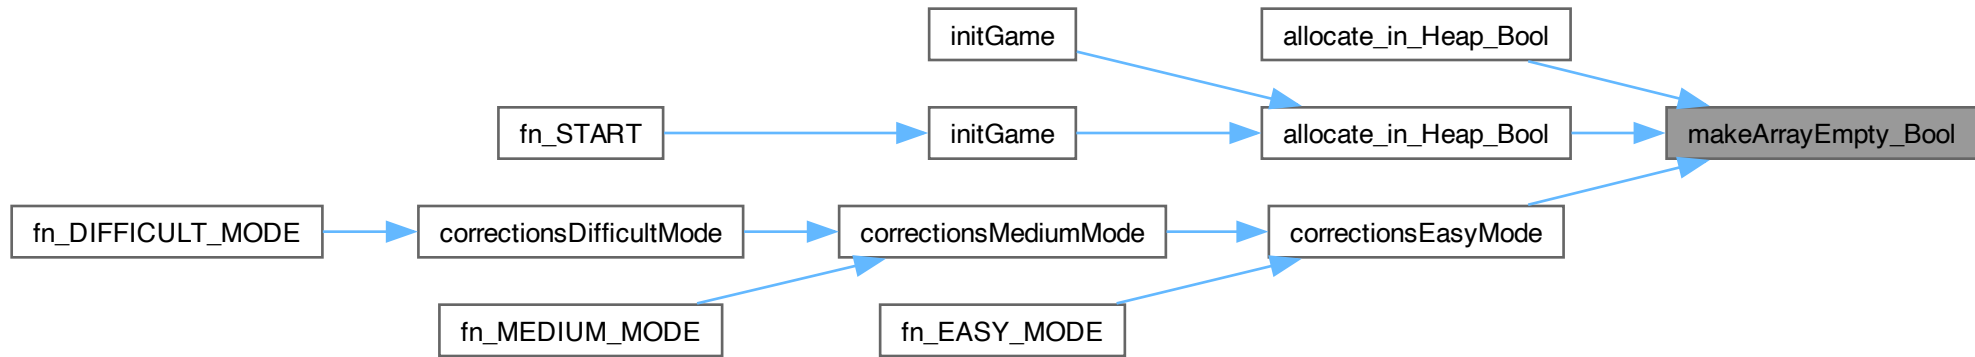 initGame
allocate_in_Heap_Bool
fn_START
initGame
allocate_in_Heap_Bool
makeArrayEmpty_Bool
fn_DIFFICULT_MODE
correctionsDifficultMode
correctionsMediumMode
correctionsEasyMode
fn_MEDIUM_MODE
fn_EASY_MODE